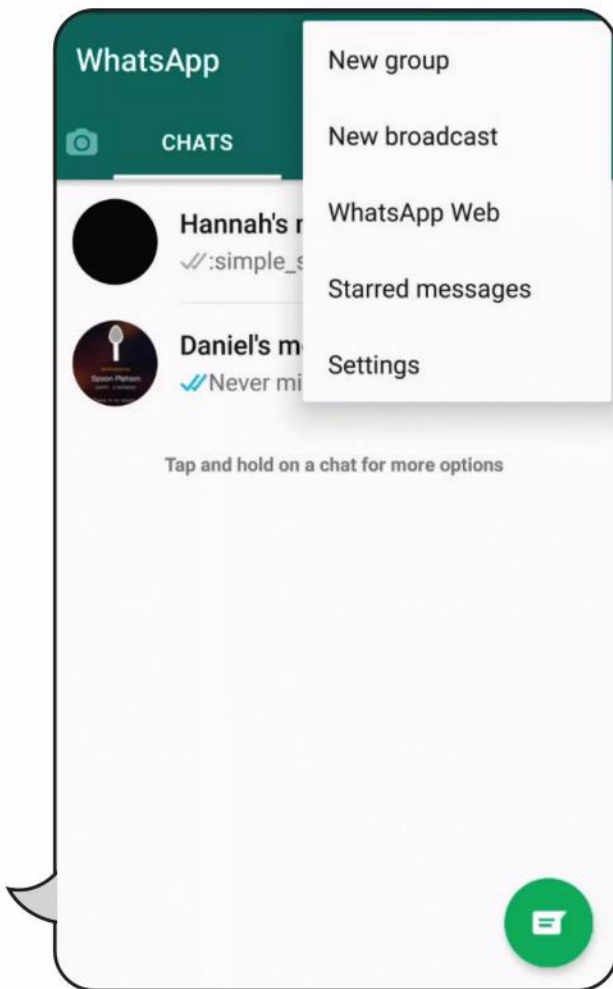 WhatsApp
New group
New broadcast
WhatsApp Web
Starred messages
Settings
CHATS
Hannah's
:simple_s
Daniel's m
Never mi
Tap and hold on a chat for more options